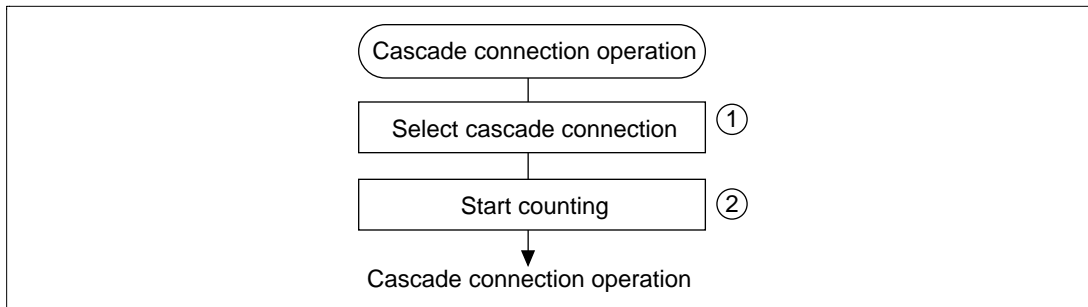 Cascade connection operation
Select cascade connection ①
Start counting ②
Cascade connection operation